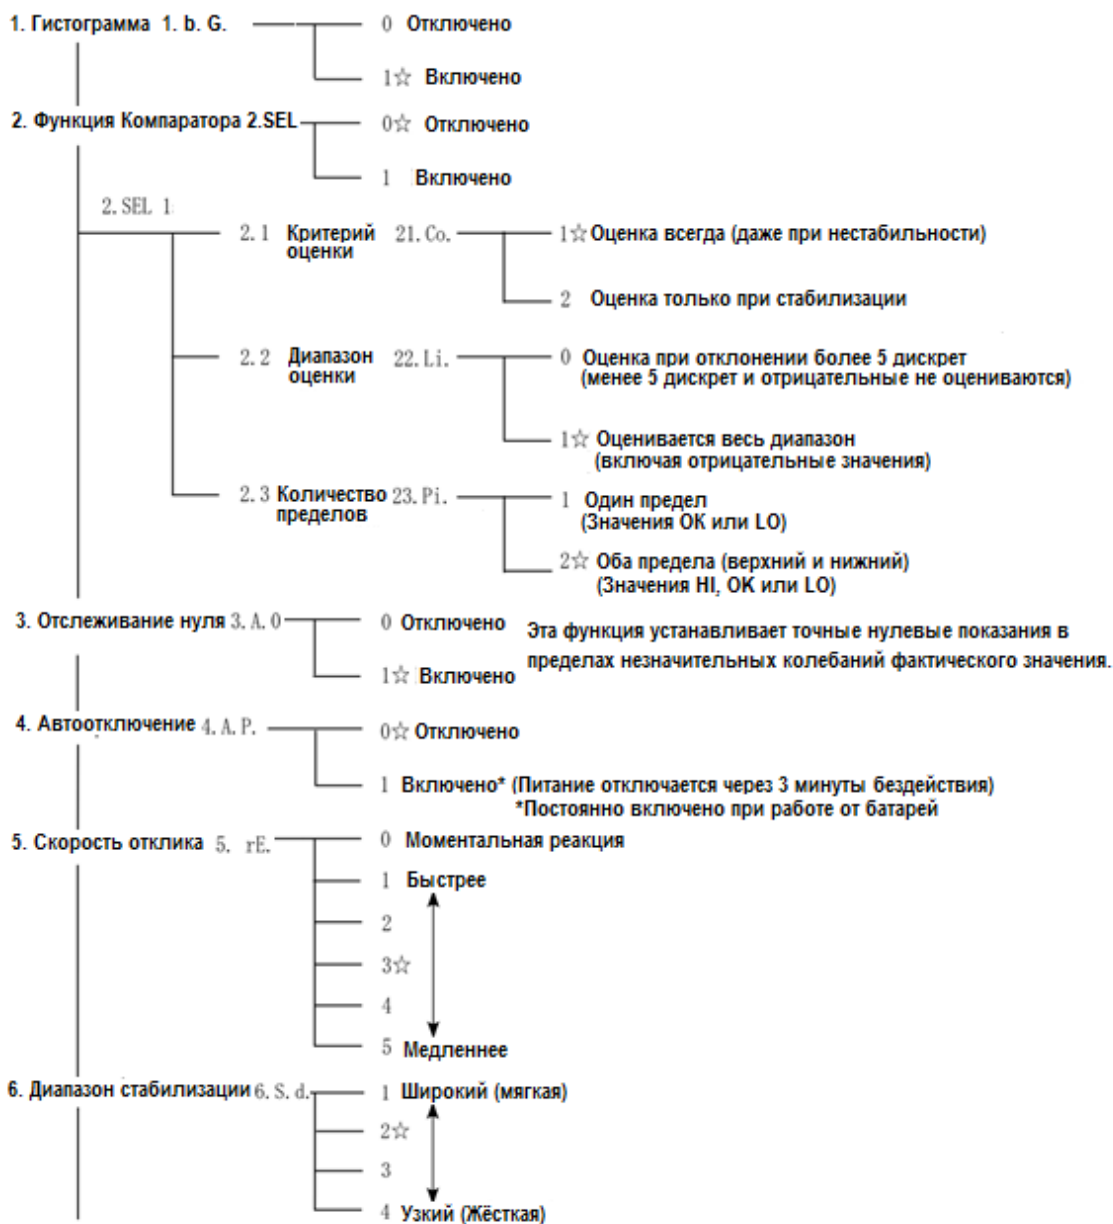 1. Гистограмма 1. b. G.
0 Отключено
1☆ Включено
2. Функция Компаратора 2.SEL
0☆ Отключено
1 Включено
2. SEL 1
2. 1 Критерий оценки 21. Co.
1☆ Оценка всегда (даже при нестабильности)
2 Оценка только при стабилизации
2. 2 Диапазон оценки 22. Li.
0 Оценка при отклонении более 5 дискрет
(менее 5 дискрет и отрицательные не оцениваются)
1☆ Оценивается весь диапазон
(включая отрицательные значения)
2. 3 Количество пределов 23. Pi.
1 Один предел
(Значения OK или LO)
2☆ Оба предела (верхний и нижний)
(Значения HI, OK или LO)
3. Отслеживание нуля 3. A. 0
0 Отключено
1☆ Включено
Эта функция устанавливает точные нулевые показания в
пределах незначительных колебаний фактического значения.
4. Автоотключение 4. A. P.
0☆ Отключено
1 Включено* (Питание отключается через 3 минуты бездействия)
*Постоянно включено при работе от батарей
5. Скорость отклика 5. rE.
0 Моментальная реакция
1 Быстрее
2
3☆
4
5 Медленнее
6. Диапазон стабилизации 6. S. d.
1 Широкий (мягкая)
2☆
3
4 Узкий (Жёсткая)